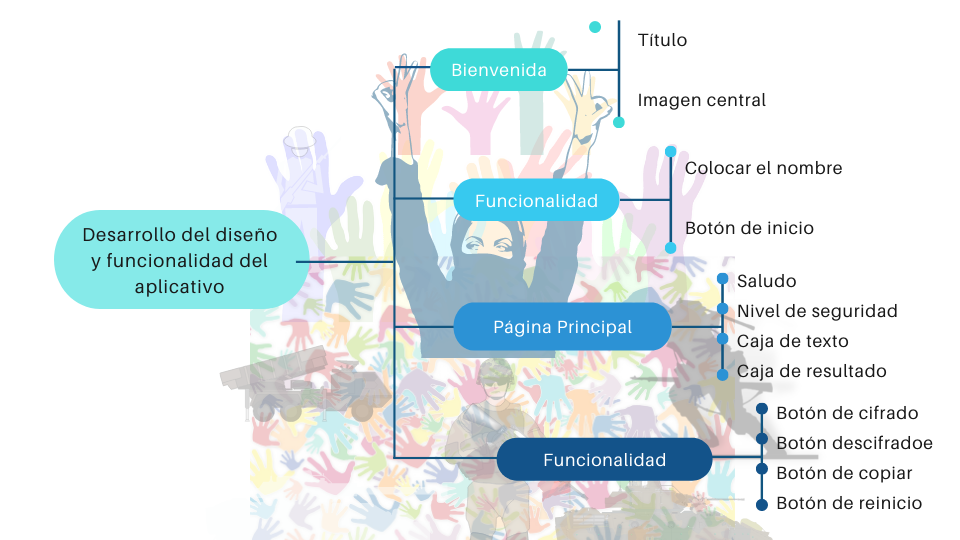 Desarrollo del diseño
y funcionalidad del
aplicativo
Bienvenida
Título
Imagen central
Funcionalidad
Colocar el nombre
Botón de inicio
Página Principal
Saludo
Nivel de seguridad
Caja de texto
Caja de resultado
Funcionalidad
Botón de cifrado
Botón descifradoe
Botón de copiar
Botón de reinicio